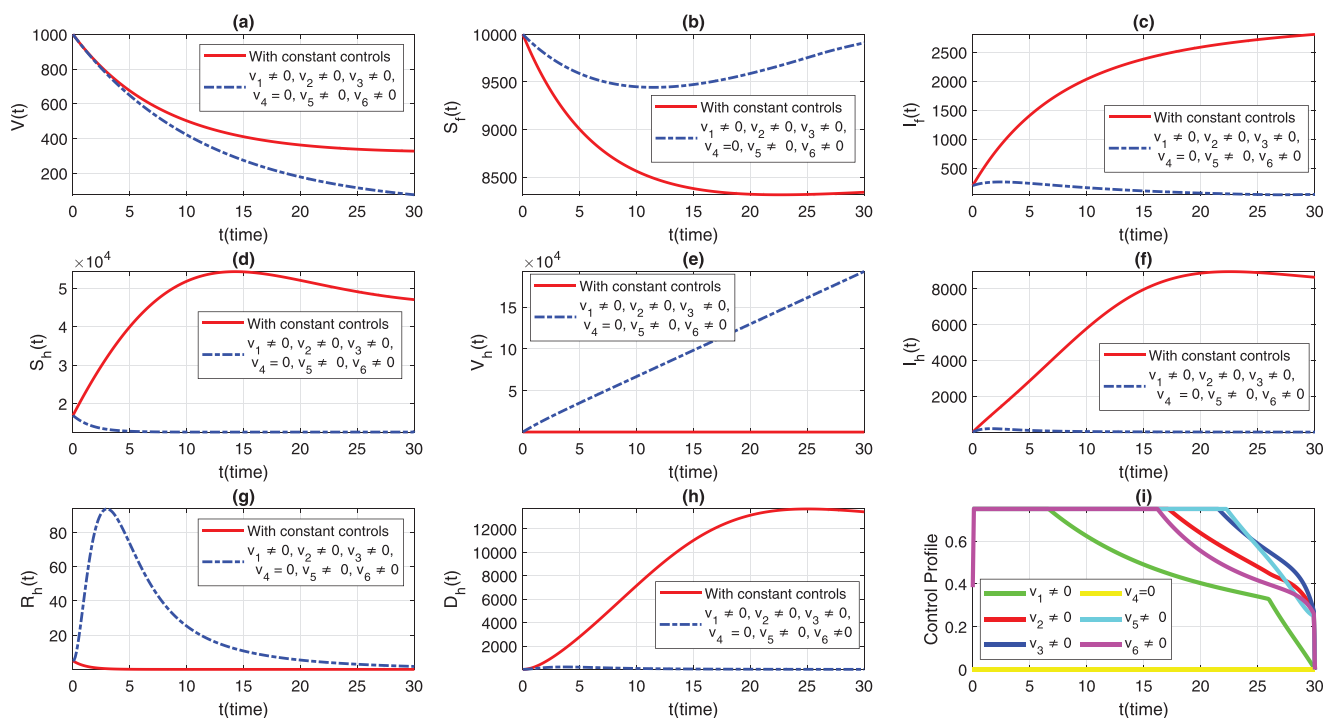 (a)
V(t)
1000
800
600
400
200
With constant controls
v1 ≠ 0, v2 ≠ 0, v3 ≠ 0,
v4 = 0, v5 ≠ 0, v6 ≠ 0
0 5 10 15 20 25 30
t(time)
(b)
Sf(t)
10000
9500
9000
8500
With constant controls
v1 ≠ 0, v2 ≠ 0, v3 ≠ 0,
v4 =0, v5 ≠ 0, v6 ≠ 0
0 5 10 15 20 25 30
t(time)
(c)
If(t)
2500
2000
1500
1000
500
With constant controls
v1 ≠ 0, v2 ≠ 0, v3 ≠ 0,
v4 = 0, v5 ≠ 0, v6 ≠ 0
0 5 10 15 20 25 30
t(time)
(d)
×10^4
Sh(t)
5
4
3
2
With constant controls
v1 ≠ 0, v2 ≠ 0, v3 ≠ 0,
v4 = 0, v5 ≠ 0, v6 ≠ 0
0 5 10 15 20 25 30
t(time)
(e)
×10^4
Vh(t)
15
10
5
With constant controls
v1 ≠ 0, v2 ≠ 0, v3 ≠ 0,
v4 = 0, v5 ≠ 0, v6 ≠ 0
0 5 10 15 20 25 30
t(time)
(f)
Ih(t)
8000
6000
4000
2000
With constant controls
v1 ≠ 0, v2 ≠ 0, v3 ≠ 0,
v4 = 0, v5 ≠ 0, v6 ≠ 0
0 5 10 15 20 25 30
t(time)
(g)
Rh(t)
80
60
40
20
With constant controls
v1 ≠ 0, v2 ≠ 0, v3 ≠ 0,
v4 = 0, v5 ≠ 0, v6 ≠ 0
0 5 10 15 20 25 30
t(time)
(h)
Dh(t)
12000
10000
8000
6000
4000
2000
With constant controls
v1 ≠ 0, v2 ≠ 0, v3 ≠ 0,
v4 = 0, v5 ≠ 0, v6 ≠0
0 5 10 15 20 25 30
t(time)
(i)
Control Profile
0.6
0.4
0.2
0
v1 ≠ 0 v4=0
v2 ≠ 0 v5≠ 0
v3 ≠ 0 v6 ≠ 0
0 5 10 15 20 25 30
t(time)